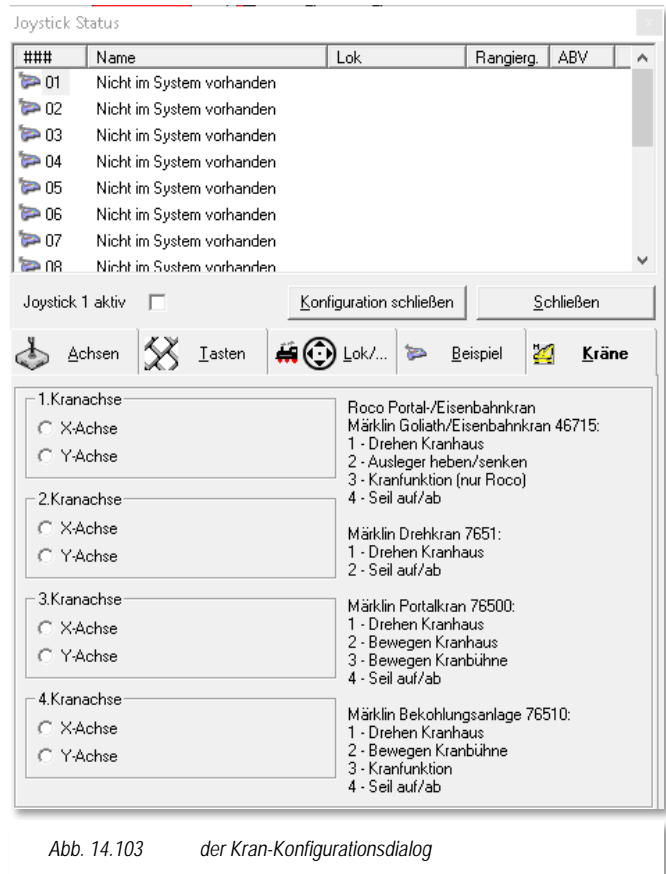 Joystick Status
### Name Lok Rangierg. ABV
01 Nicht im System vorhanden
02 Nicht im System vorhanden
03 Nicht im System vorhanden
04 Nicht im System vorhanden
05 Nicht im System vorhanden
06 Nicht im System vorhanden
07 Nicht im System vorhanden
08 Nicht im System vorhanden
Joystick 1 aktiv Konfiguration schließen Schließen
Achsen Tasten Lok/... Beispiel Kräne
1.Kranachse
X-Achse
Y-Achse
2.Kranachse
X-Achse
Y-Achse
3.Kranachse
X-Achse
Y-Achse
4.Kranachse
X-Achse
Y-Achse
Roco Portal-/Eisenbahnkran
Märklin Goliath/Eisenbahnkran 46715:
1 - Drehen Kranhaus
2 - Ausleger heben/senken
3 - Kranfunktion (nur Roco)
4 - Seil auf/ab
Märklin Drehkran 7651:
1 - Drehen Kranhaus
2 - Seil auf/ab
Märklin Portalkran 76500:
1 - Drehen Kranhaus
2 - Bewegen Kranhaus
3 - Bewegen Kranbühne
4 - Seil auf/ab
Märklin Bekohlungsanlage 76510:
1 - Drehen Kranhaus
2 - Bewegen Kranbühne
3 - Kranfunktion
4 - Seil auf/ab
Abb. 14.103 der Kran-Konfigurationsdialog